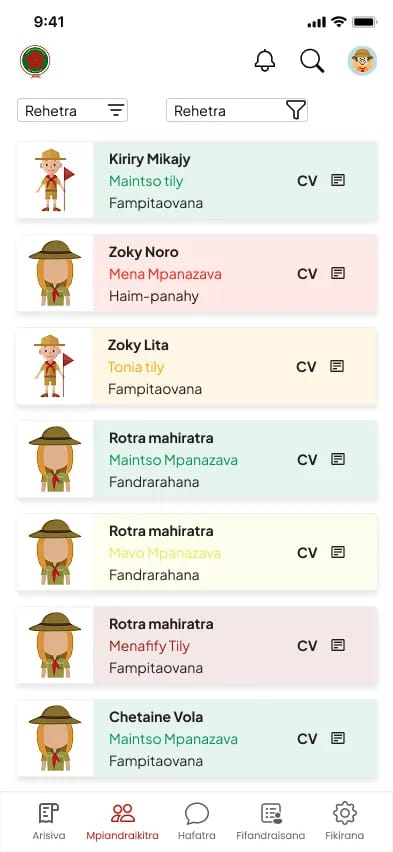 9:41
Rehetra
Rehetra
Kiriry Mikajy
Maintso tily
CV
Fampitaovana
Zoky Noro
Mena Mpanazava
CV
Haim-panahy
Zoky Lita
Tonia tily
CV
Fampitaovana
Rotra mahiratra
Maintso Mpanazava
CV
Fandrarahana
Rotra mahiratra
Mavo Mpanazava
CV
Fandrarahana
Rotra mahiratra
Menafify Tily
CV
Fampitaovana
Chetaine Vola
Maintso Mpanazava
CV
Fampitaovana
Arisiva
Mpiandraikitra
Hafatra
Fifandraisana
Fikirana